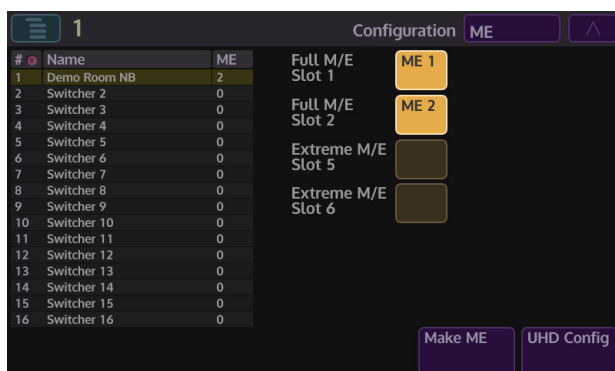 1 Configuration ME
# Name ME
1 Demo Room NB 2
2 Switcher 2 0
3 Switcher 3 0
4 Switcher 4 0
5 Switcher 5 0
6 Switcher 6 0
7 Switcher 7 0
8 Switcher 8 0
9 Switcher 9 0
10 Switcher 10 0
11 Switcher 11 0
12 Switcher 12 0
13 Switcher 13 0
14 Switcher 14 0
15 Switcher 15 0
16 Switcher 16 0
Full M/E
Slot 1
ME 1
Full M/E
Slot 2
ME 2
Extreme M/E
Slot 5
Extreme M/E
Slot 6
Make ME
UHD Config